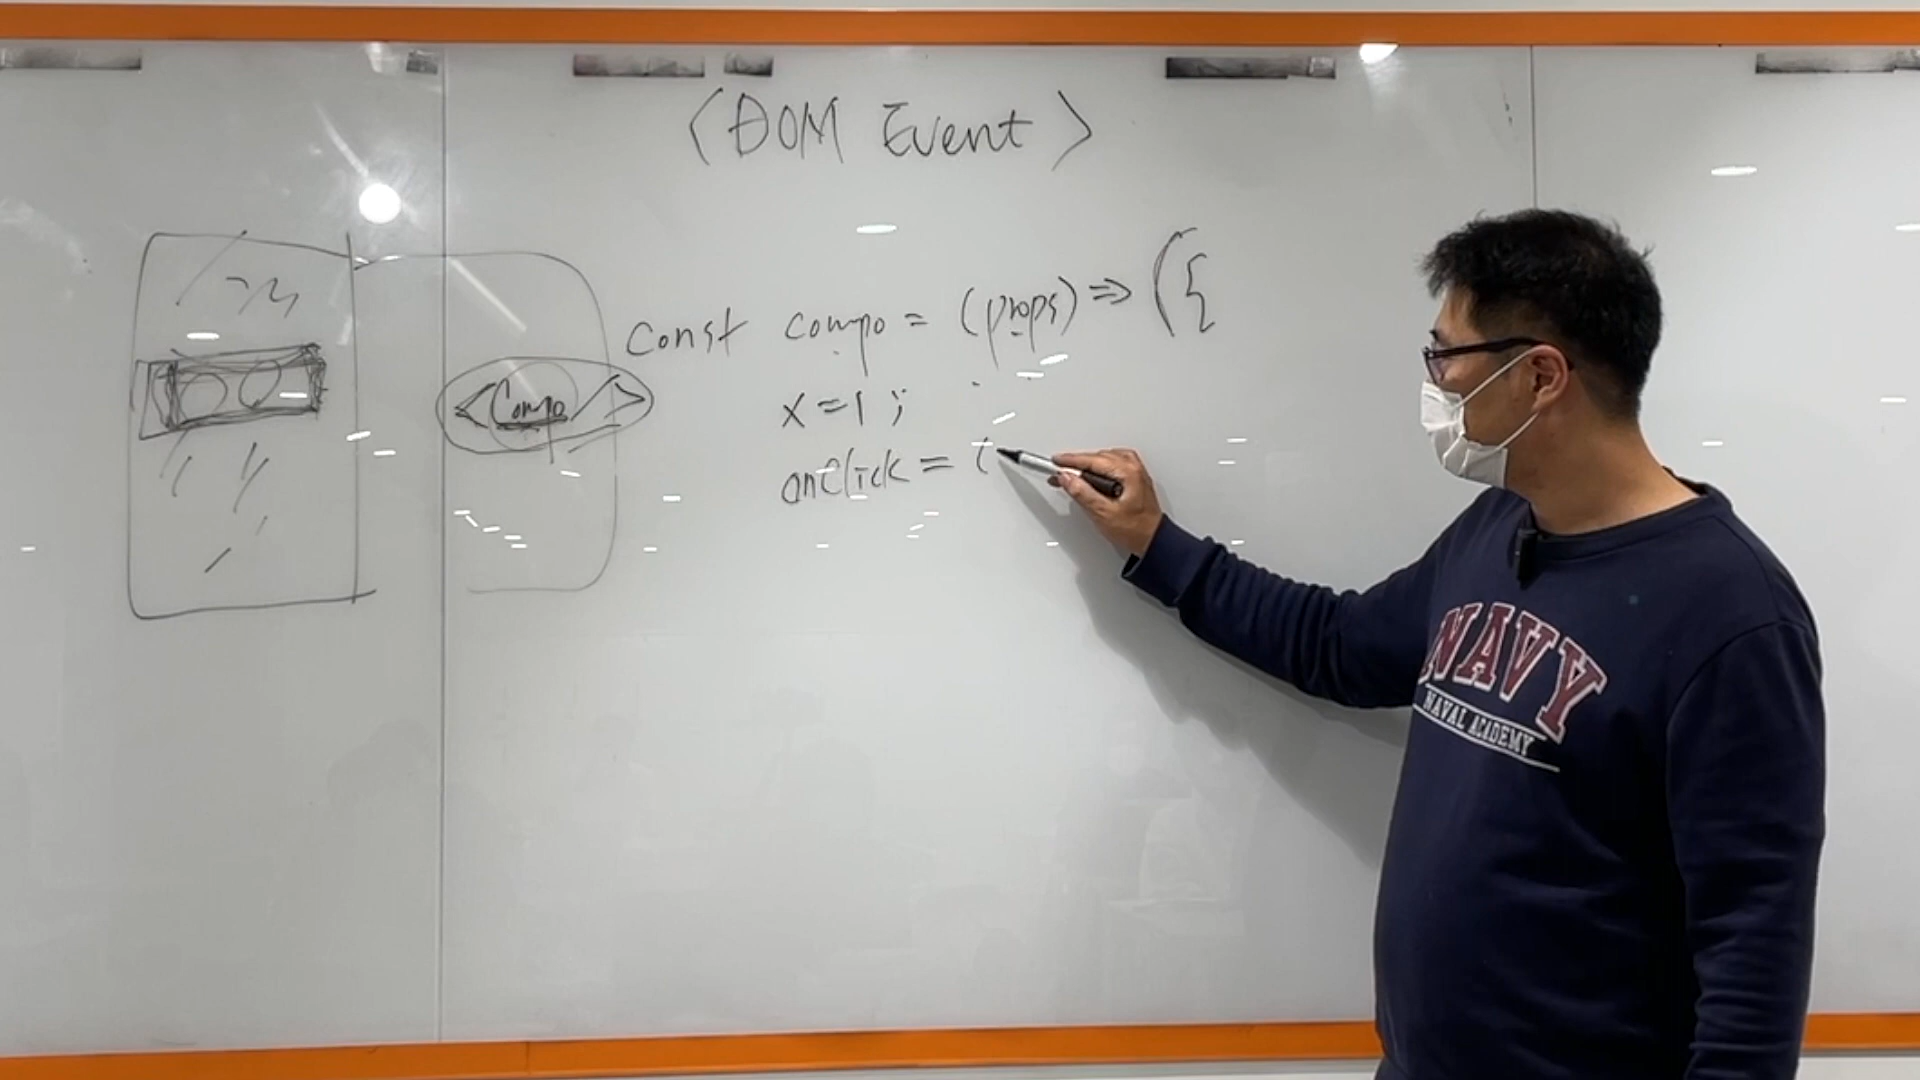 <DOM Event>
const compo = (props) => ({
<Compo/>
x = 1 ;
onClick = (
NAVY
NAVAL ACADEMY